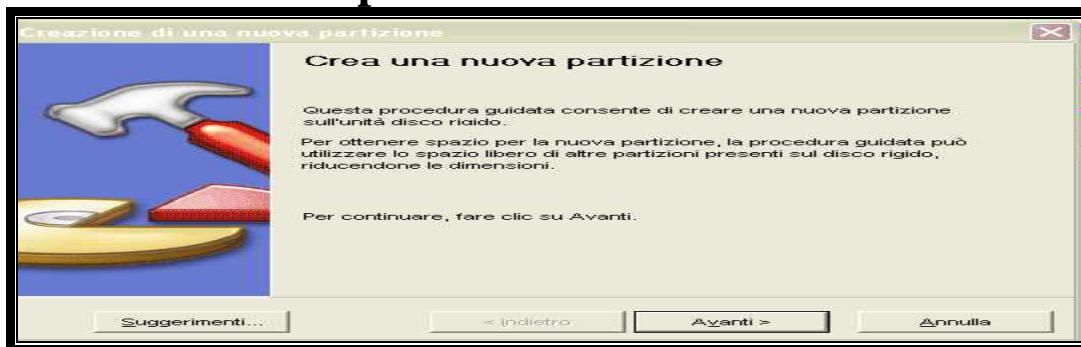 Creazione di una nuova partizione
Crea una nuova partizione
Questa procedura guidata consente di creare una nuova partizione
sull'unità disco rigido.
Per ottenere spazio per la nuova partizione, la procedura guidata può
utilizzare lo spazio libero di altre partizioni presenti sul disco rigido,
riducendone le dimensioni.
Per continuare, fare clic su Avanti.
Suggerimenti... < Indietro Avanti > Annulla